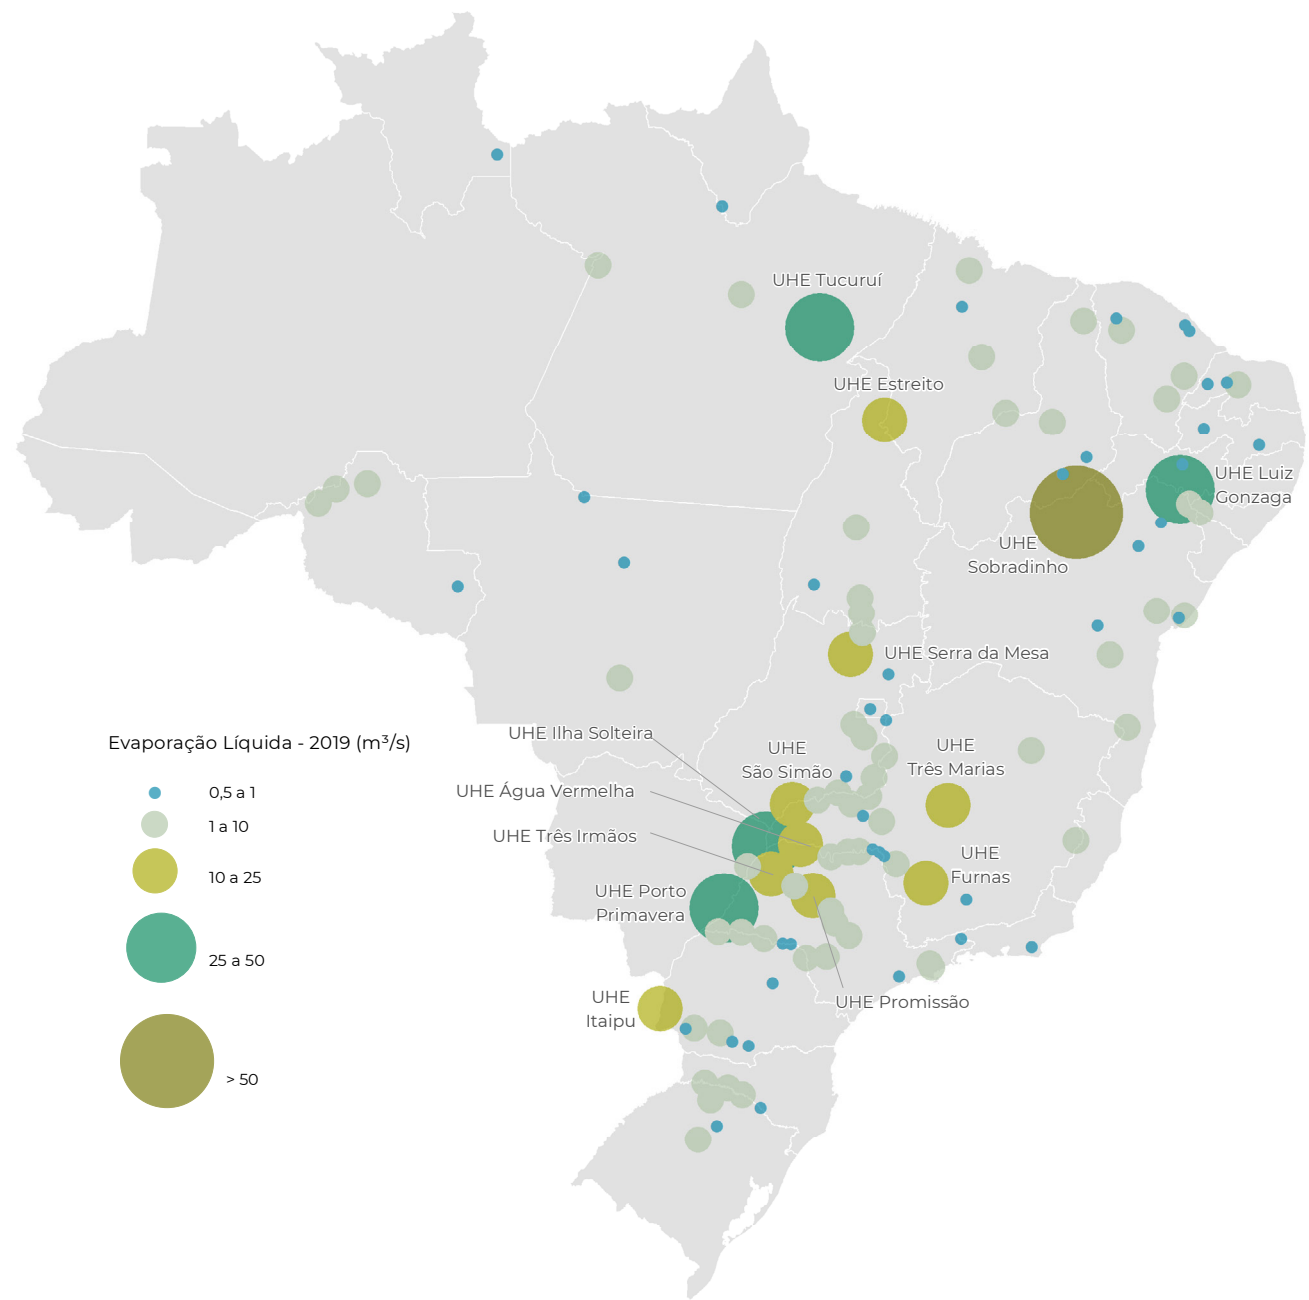 UHE Tucuruí
UHE Estreito
UHE Luiz
Gonzaga
UHE
Sobradinho
UHE Serra da Mesa
UHE Ilha Solteira
Evaporação Líquida - 2019 (m³/s)
UHE
São Simão
UHE
Três Marias
UHE Água Vermelha
0,5 a 1
1 a 10
UHE Três Irmãos
UHE
Furnas
10 a 25
UHE Porto
Primavera
25 a 50
UHE
Itaipu
UHE Promissão
> 50